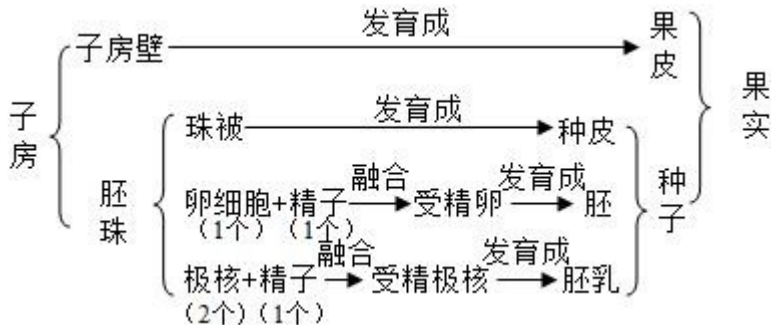 子房
子房壁 发育成 果皮
果实
胚珠
珠被 发育成 种皮
种子
卵细胞+精子 融合 受精卵 发育成 胚
(1个) (1个)
极核+精子 融合 受精极核 发育成 胚乳
(2个) (1个)